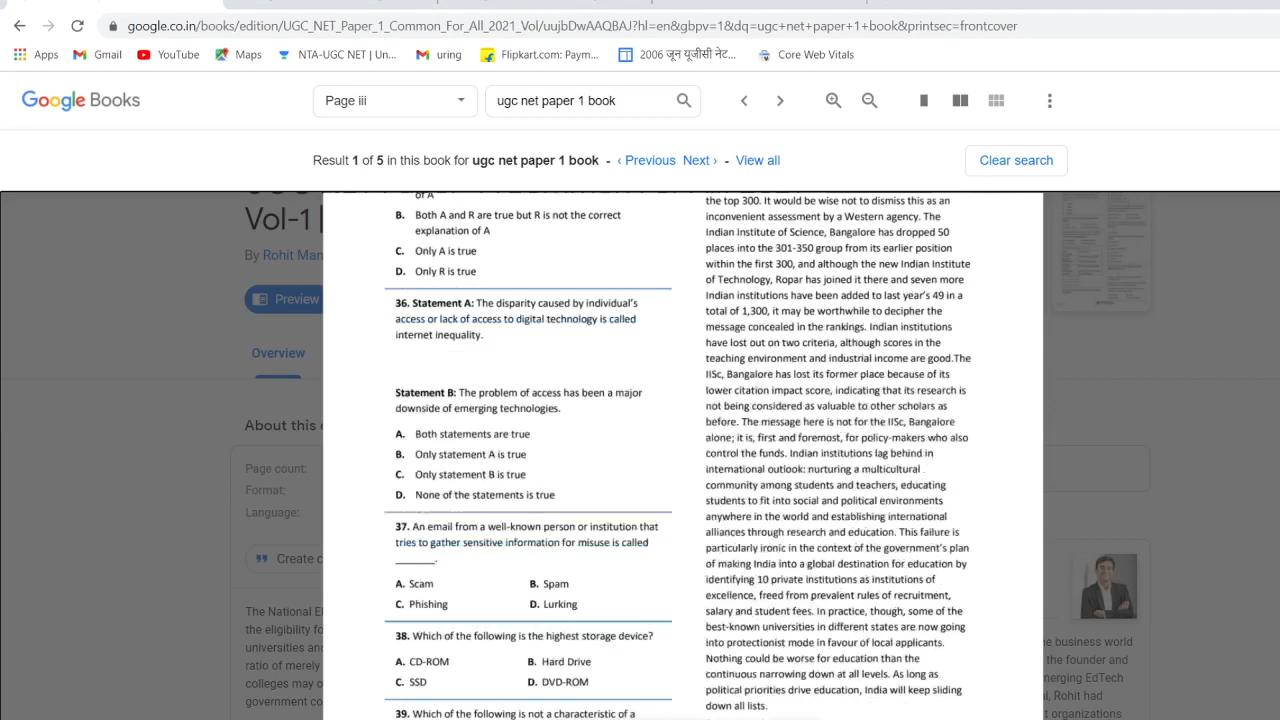 google.co.in/books/edition/UGC_NET_Paper_1_Common_For_All_2021_Vol/uujbDwAAQBAJ?hl=en&gbpv=1&dq=ugc+net+paper+1+book&printsec=frontcover
Apps Gmail YouTube Maps NTA-UGC NET | Un... uring Flipkart.com: Paym... 2006 जून यूजीसी नेट... Core Web Vitals
Google Books Page iii ugc net paper 1 book
Result 1 of 5 in this book for ugc net paper 1 book - ‹ Previous Next › - View all Clear search
Vol-1 |
By Rohit Man
Preview
Overview
About this
Page count:
Format:
Language:
Create
The National El
the eligibility fo
universities an
ratio of merely
colleges may o
government co
of A
B. Both A and R are true but R is not the correct
explanation of A
C. Only A is true
D. Only R is true
36. Statement A: The disparity caused by individual's
access or lack of access to digital technology is called
internet inequality.
Statement B: The problem of access has been a major
downside of emerging technologies.
A. Both statements are true
B. Only statement A is true
C. Only statement B is true
D. None of the statements is true
37. An email from a well-known person or institution that
tries to gather sensitive information for misuse is called
_______.
A. Scam B. Spam
C. Phishing D. Lurking
38. Which of the following is the highest storage device?
A. CD-ROM B. Hard Drive
C. SSD D. DVD-ROM
39. Which of the following is not a characteristic of a
the top 300. It would be wise not to dismiss this as an
inconvenient assessment by a Western agency. The
Indian Institute of Science, Bangalore has dropped 50
places into the 301-350 group from its earlier position
within the first 300, and although the new Indian Institute
of Technology, Ropar has joined it there and seven more
Indian institutions have been added to last year's 49 in a
total of 1,300, it may be worthwhile to decipher the
message concealed in the rankings. Indian institutions
have lost out on two criteria, although scores in the
teaching environment and industrial income are good.The
IISc, Bangalore has lost its former place because of its
lower citation impact score, indicating that its research is
not being considered as valuable to other scholars as
before. The message here is not for the IISc, Bangalore
alone; it is, first and foremost, for policy-makers who also
control the funds. Indian institutions lag behind in
international outlook: nurturing a multicultural
community among students and teachers, educating
students to fit into social and political environments
anywhere in the world and establishing international
alliances through research and education. This failure is
particularly ironic in the context of the government's plan
of making India into a global destination for education by
identifying 10 private institutions as institutions of
excellence, freed from prevalent rules of recruitment,
salary and student fees. In practice, though, some of the
best-known universities in different states are now going
into protectionist mode in favour of local applicants.
Nothing could be worse for education than the
continuous narrowing down at all levels. As long as
political priorities drive education, India will keep sliding
down all lists.
he business world
the founder and
merging EdTech
l, Rohit had
t organizations